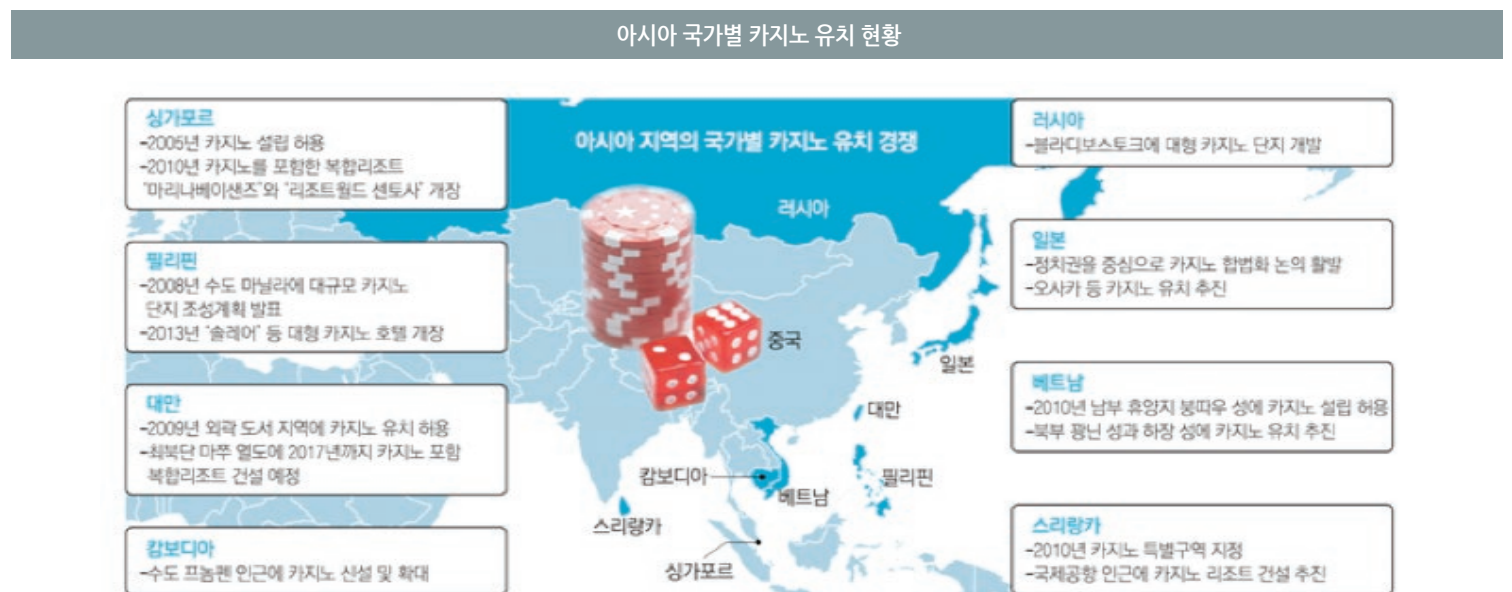 아시아 국가별 카지노 유치 현황
아시아 지역의 국가별 카지노 유치 경쟁
싱가포르
-2005년 카지노 설립 허용
-2010년 카지노를 포함한 복합리조트
'마리나베이샌즈'와 '리조트월드 센토사' 개장
필리핀
-2008년 수도 마닐라에 대규모 카지노
단지 조성계획 발표
-2013년 '솔레어' 등 대형 카지노 호텔 개장
대만
-2009년 외곽 도서 지역에 카지노 유치 허용
-최북단 마쭈 열도에 2017년까지 카지노 포함
복합리조트 건설 예정
캄보디아
-수도 프놈펜 인근에 카지노 신설 및 확대
러시아
중국
일본
대만
캄보디아
베트남
필리핀
스리랑카
싱가포르
러시아
-블라디보스토크에 대형 카지노 단지 개발
일본
-정치권을 중심으로 카지노 합법화 논의 활발
-오사카 등 카지노 유치 추진
베트남
-2010년 남부 휴양지 붕따우 성에 카지노 설립 허용
-북부 꽝닌 성과 하장 성에 카지노 유치 추진
스리랑카
-2010년 카지노 특별구역 지정
-국제공항 인근에 카지노 리조트 건설 추진